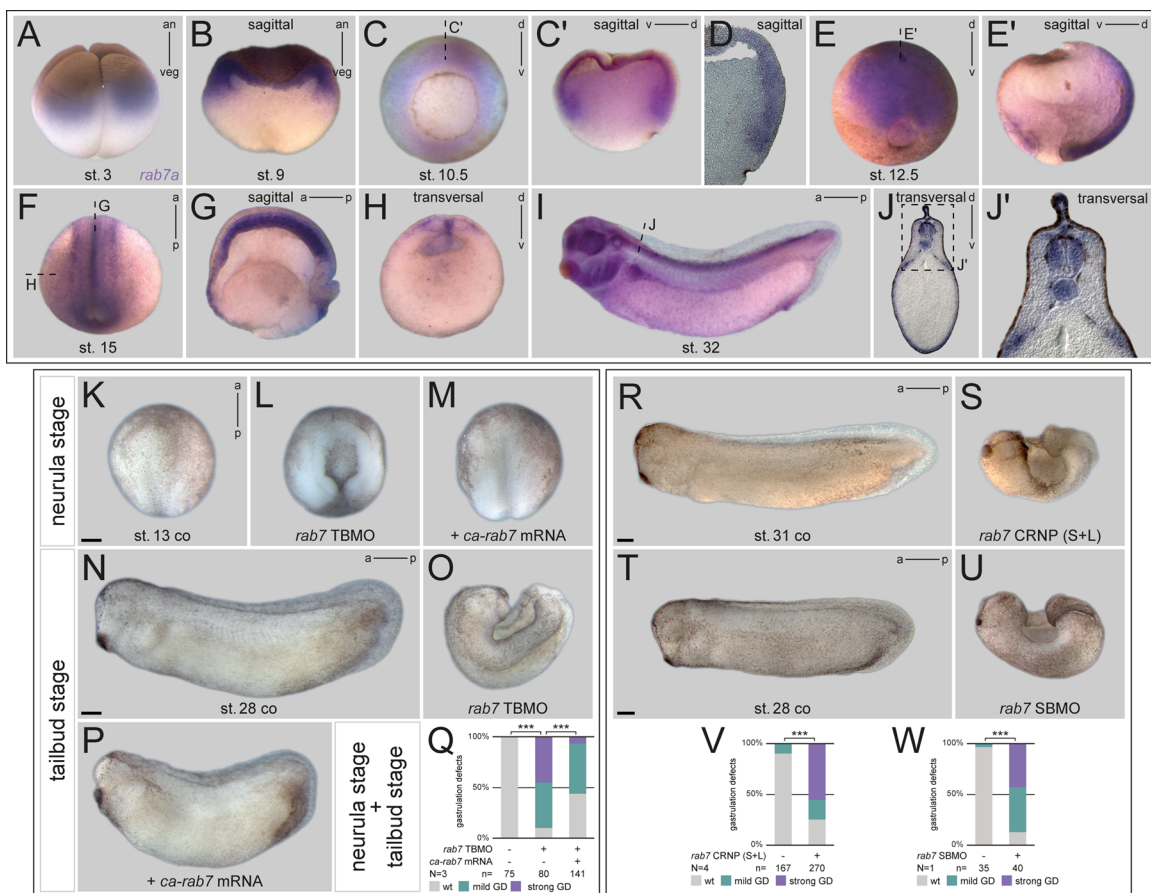 A
an
veg
st. 3
rab7a
B
sagittal
an
veg
st. 9
C
C'
d
v
st. 10.5
C'
sagittal
v
d
D
sagittal
E
E'
d
v
st. 12.5
E'
sagittal
v
d
F
G
a
p
H
st. 15
G
sagittal
a
p
H
transversal
d
v
I
a
p
J
st. 32
J
transversal
d
v
J'
J'
transversal
neurula stage
K
a
p
st. 13 co
L
rab7 TBMO
M
+ ca-rab7 mRNA
tailbud stage
N
a
p
st. 28 co
O
rab7 TBMO
P
+ ca-rab7 mRNA
neurula stage
+
tailbud stage
Q
*** ***
100%
50%
0%
gastrulation defects
rab7 TBMO - + +
ca-rab7 mRNA - - +
N=3 n= 75 80 141
wt mild GD strong GD
R
a
p
st. 31 co
S
rab7 CRNP (S+L)
T
a
p
st. 28 co
U
rab7 SBMO
V
***
100%
50%
0%
gastrulation defects
rab7 CRNP (S+L) - +
N=4 n= 167 270
W
***
100%
50%
0%
gastrulation defects
rab7 SBMO - +
N=1 n= 35 40
wt mild GD strong GD